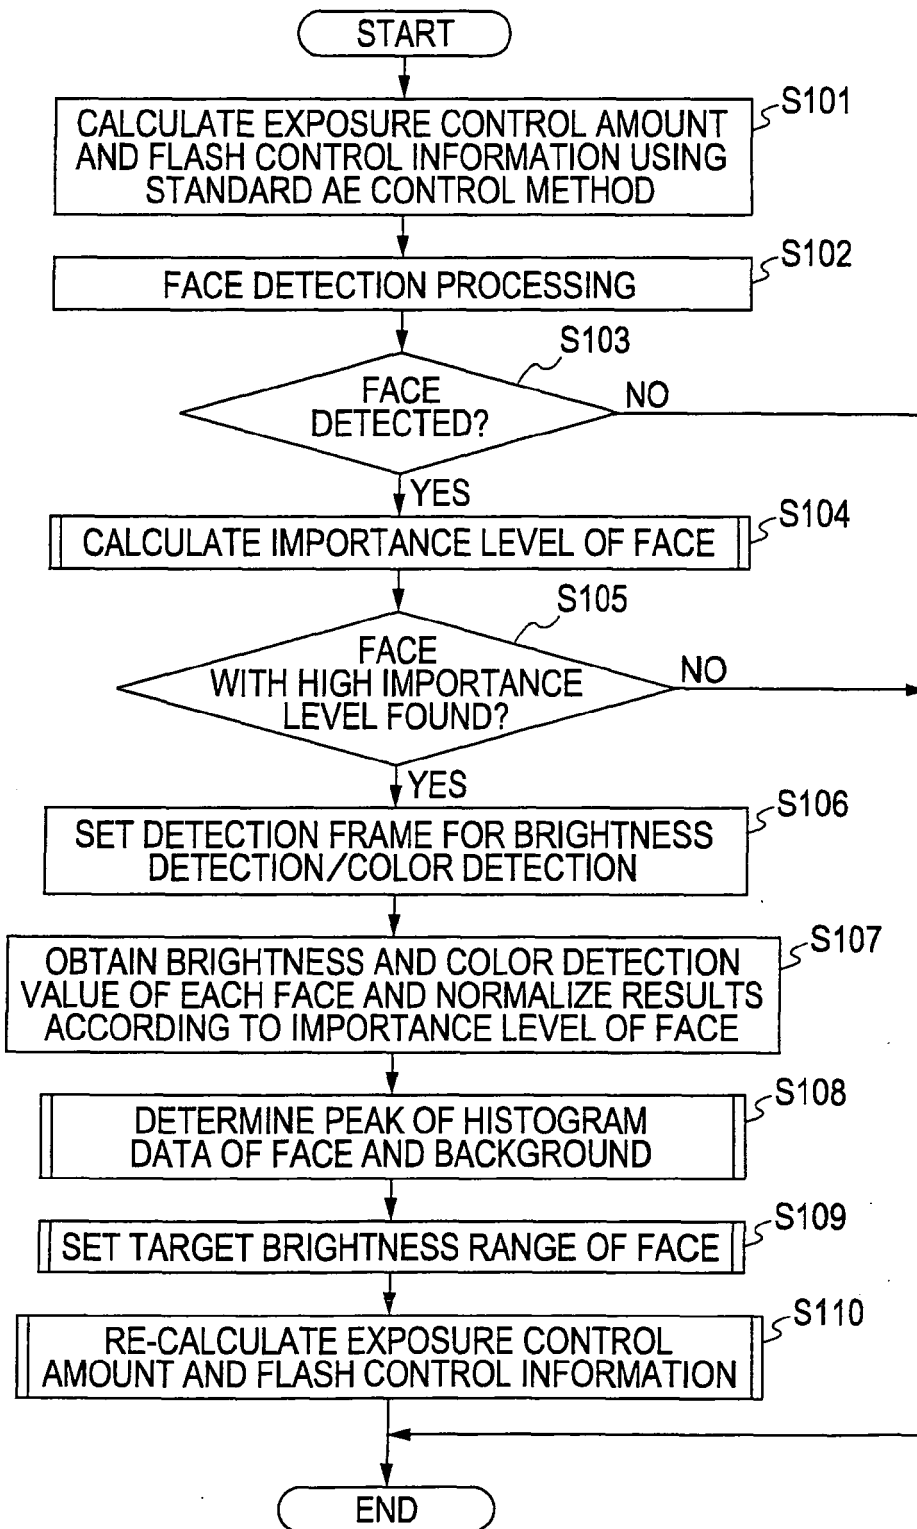 START
S101
CALCULATE EXPOSURE CONTROL AMOUNT
AND FLASH CONTROL INFORMATION USING
STANDARD AE CONTROL METHOD
S102
FACE DETECTION PROCESSING
S103
FACE
DETECTED?
NO
YES
S104
CALCULATE IMPORTANCE LEVEL OF FACE
S105
FACE
WITH HIGH IMPORTANCE
LEVEL FOUND?
NO
YES
S106
SET DETECTION FRAME FOR BRIGHTNESS
DETECTION/COLOR DETECTION
S107
OBTAIN BRIGHTNESS AND COLOR DETECTION
VALUE OF EACH FACE AND NORMALIZE RESULTS
ACCORDING TO IMPORTANCE LEVEL OF FACE
S108
DETERMINE PEAK OF HISTOGRAM
DATA OF FACE AND BACKGROUND
S109
SET TARGET BRIGHTNESS RANGE OF FACE
S110
RE-CALCULATE EXPOSURE CONTROL
AMOUNT AND FLASH CONTROL INFORMATION
END